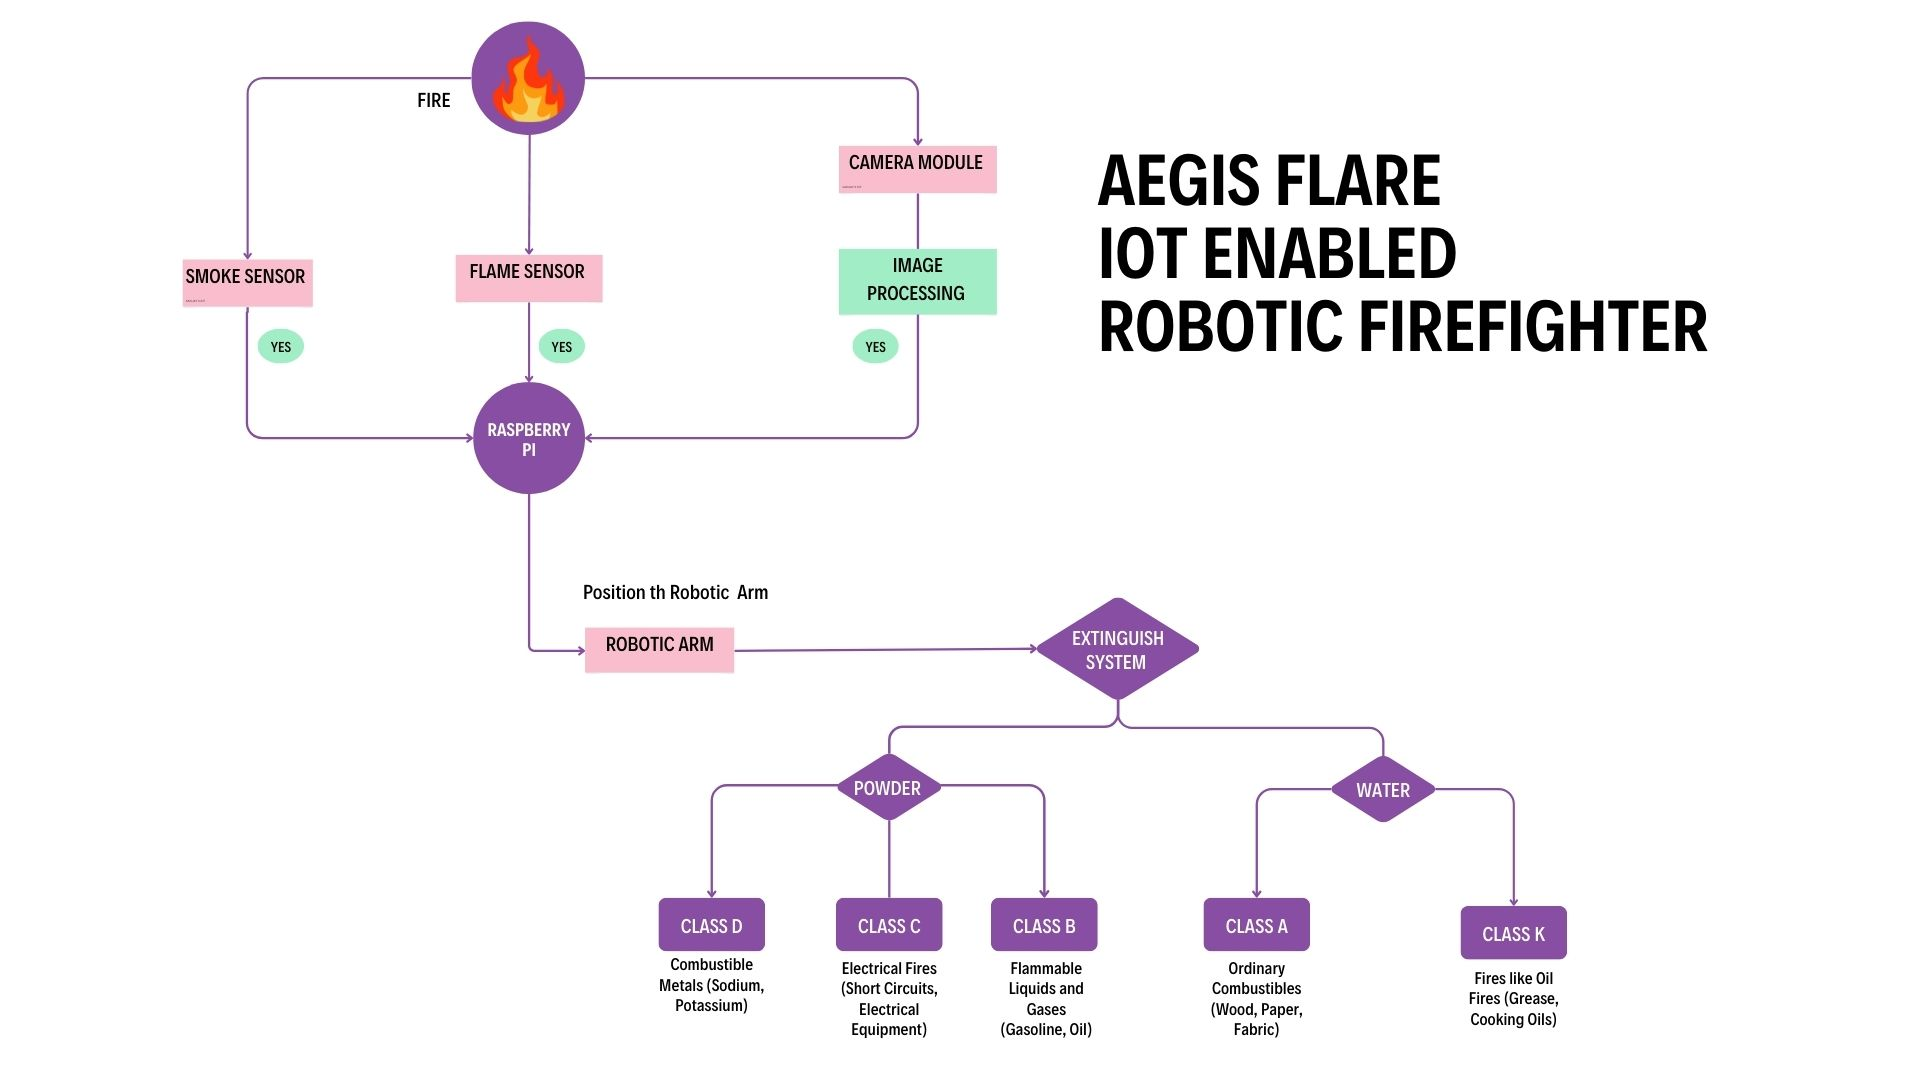 FIRE
CAMERA MODULE
AEGIS FLARE
IOT ENABLED
ROBOTIC FIREFIGHTER
SMOKE SENSOR
FLAME SENSOR
IMAGE
PROCESSING
YES
YES
YES
RASPBERRY
PI
Position th Robotic Arm
ROBOTIC ARM
EXTINGUISH
SYSTEM
POWDER
WATER
CLASS D
Combustible
Metals (Sodium,
Potassium)
CLASS C
Electrical Fires
(Short Circuits,
Electrical
Equipment)
CLASS B
Flammable
Liquids and
Gases
(Gasoline, Oil)
CLASS A
Ordinary
Combustibles
(Wood, Paper,
Fabric)
CLASS K
Fires like Oil
Fires (Grease,
Cooking Oils)